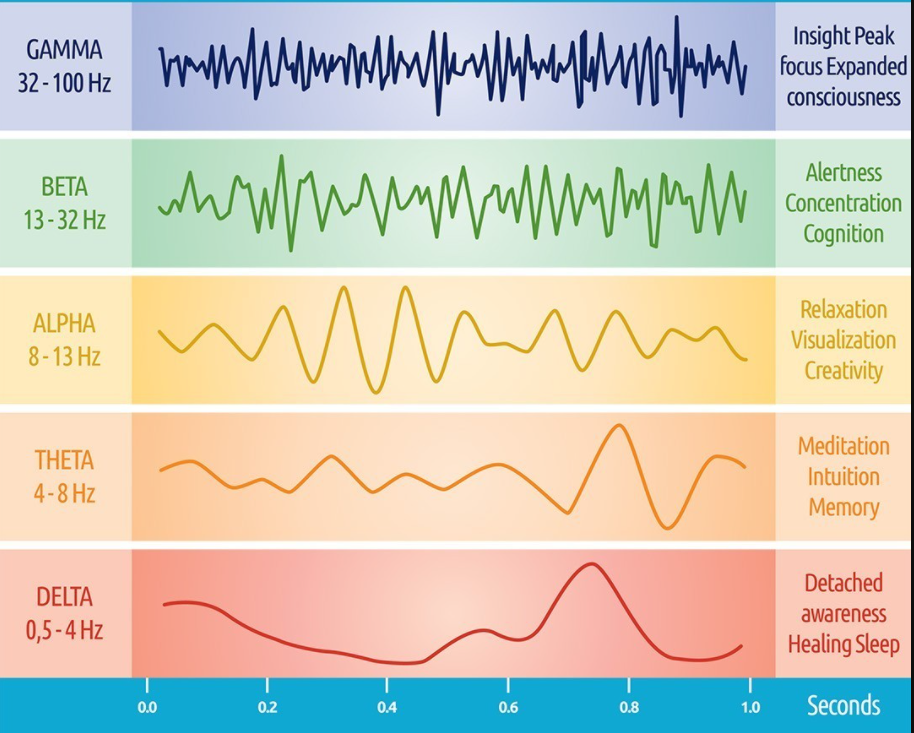 GAMMA
32 - 100 Hz
Insight Peak
focus Expanded
consciousness
BETA
13 - 32 Hz
Alertness
Concentration
Cognition
ALPHA
8 - 13 Hz
Relaxation
Visualization
Creativity
THETA
4 - 8 Hz
Meditation
Intuition
Memory
DELTA
0,5 - 4 Hz
Detached
awareness
Healing Sleep
0.0 0.2 0.4 0.6 0.8 1.0 Seconds